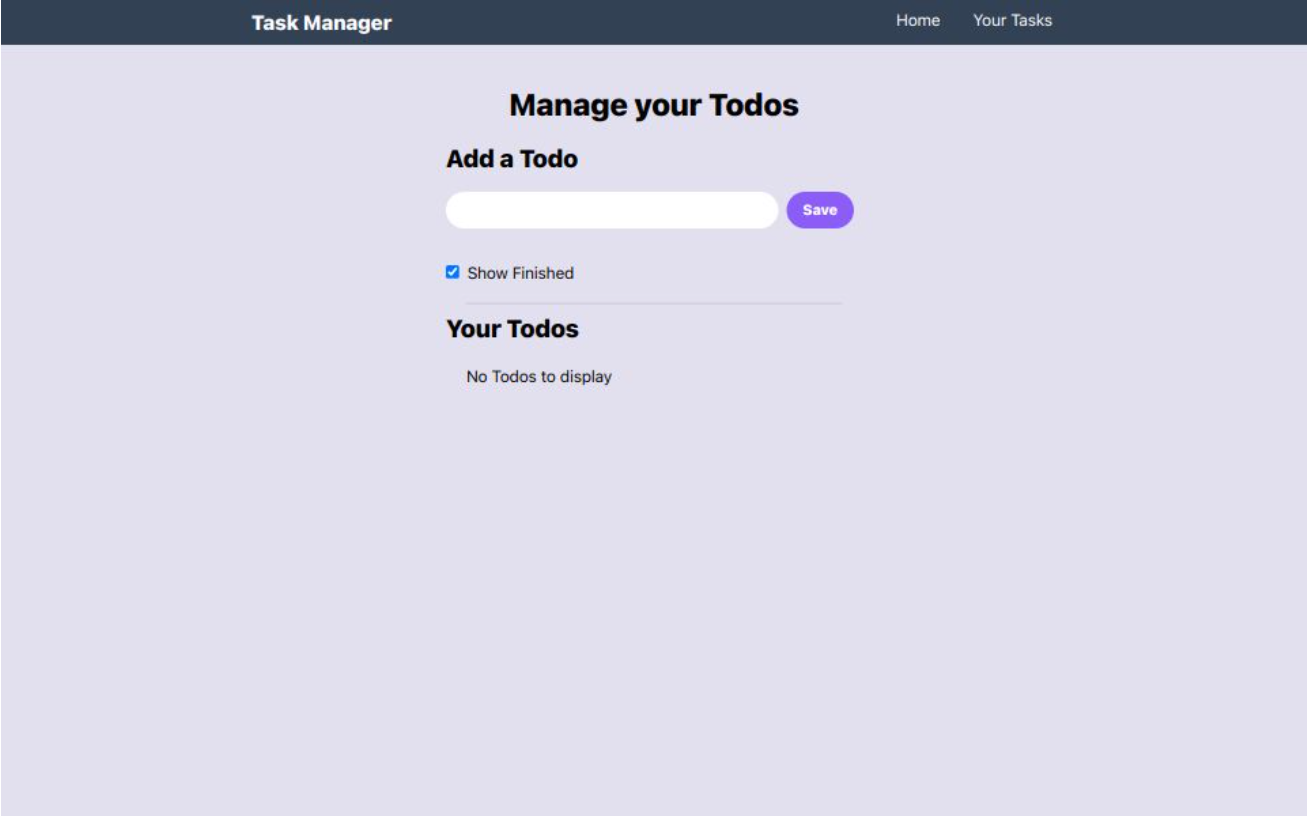 Task Manager Home Your Tasks
Manage your Todos
Add a Todo
Save
Show Finished
Your Todos
No Todos to display